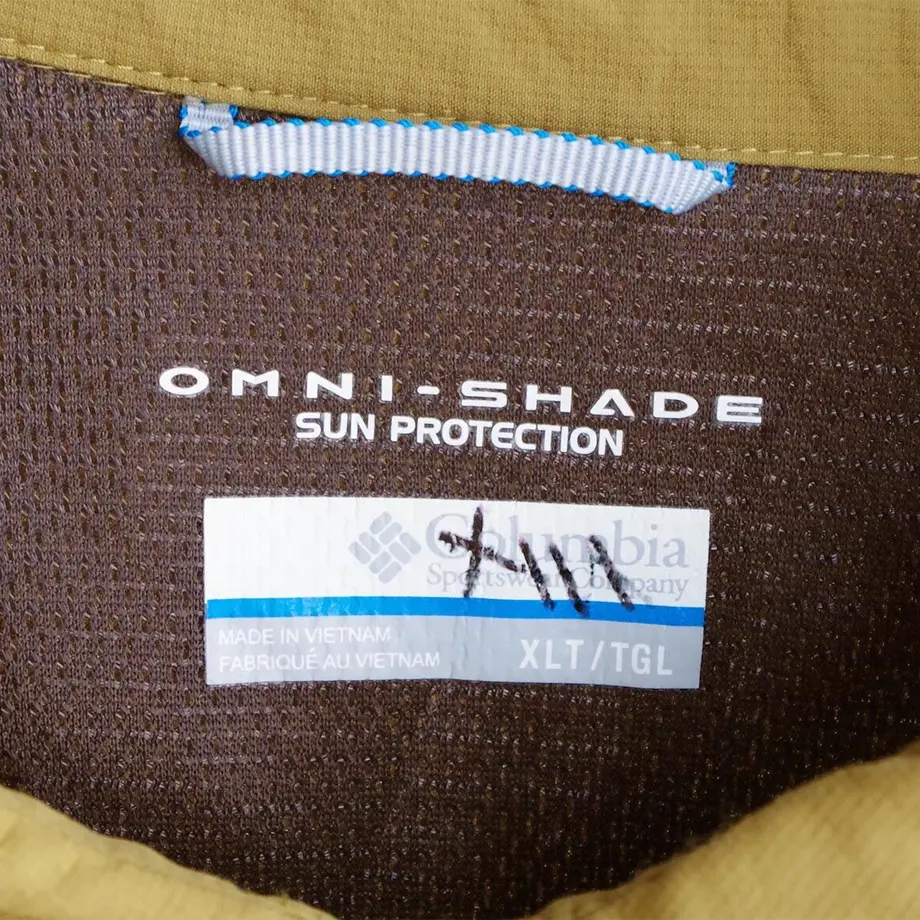 OMNI-SHADE
SUN PROTECTION
Columbia
Sportswear Company
MADE IN VIETNAM
FABRIQUÉ AU VIETNAM
XLT/TGL